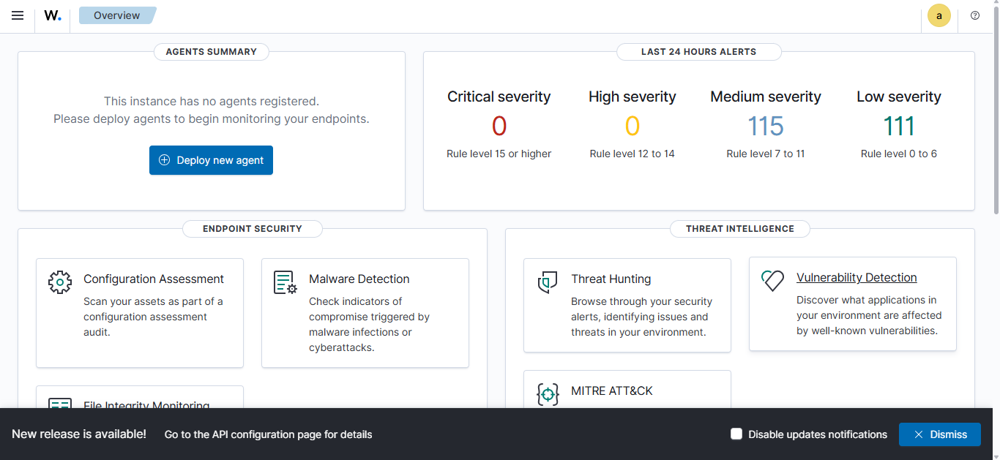 W.
Overview
a
AGENTS SUMMARY
This instance has no agents registered.
Please deploy agents to begin monitoring your endpoints.
Deploy new agent
LAST 24 HOURS ALERTS
Critical severity
0
Rule level 15 or higher
High severity
0
Rule level 12 to 14
Medium severity
115
Rule level 7 to 11
Low severity
111
Rule level 0 to 6
ENDPOINT SECURITY
Configuration Assessment
Scan your assets as part of a
configuration assessment
audit.
Malware Detection
Check indicators of
compromise triggered by
malware infections or
cyberattacks.
File Integrity Monitoring
THREAT INTELLIGENCE
Threat Hunting
Browse through your security
alerts, identifying issues and
threats in your environment.
Vulnerability Detection
Discover what applications in
your environment are affected
by well-known vulnerabilities.
MITRE ATT&CK
New release is available!
Go to the API configuration page for details
Disable updates notifications
Dismiss